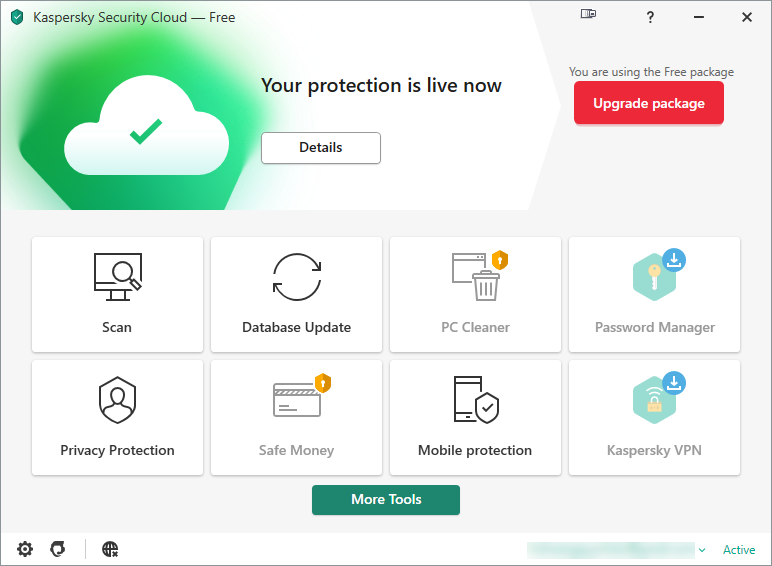 Kaspersky Security Cloud — Free
?
You are using the Free package
Your protection is live now
Upgrade package
Details
Scan
Database Update
PC Cleaner
Password Manager
Privacy Protection
Safe Money
Mobile protection
Kaspersky VPN
More Tools
Active